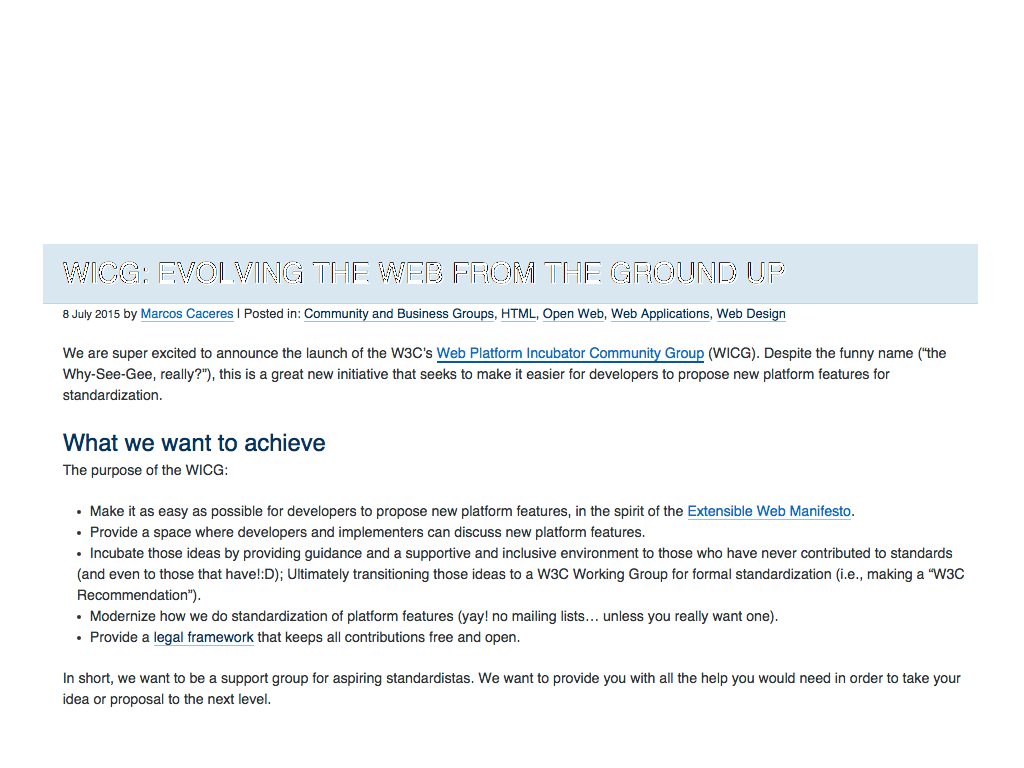 WICG: EVOLVING THE WEB FROM THE GROUND UP
8 July 2015 by Marcos Caceres | Posted in: Community and Business Groups, HTML, Open Web, Web Applications, Web Design
We are super excited to announce the launch of the W3C’s Web Platform Incubator Community Group (WICG). Despite the funny name (“the
Why-See-Gee, really?”), this is a great new initiative that seeks to make it easier for developers to propose new platform features for
standardization.
What we want to achieve
The purpose of the WICG:
• Make it as easy as possible for developers to propose new platform features, in the spirit of the Extensible Web Manifesto.
• Provide a space where developers and implementers can discuss new platform features.
• Incubate those ideas by providing guidance and a supportive and inclusive environment to those who have never contributed to standards
(and even to those that have!:D); Ultimately transitioning those ideas to a W3C Working Group for formal standardization (i.e., making a “W3C
Recommendation”).
• Modernize how we do standardization of platform features (yay! no mailing lists… unless you really want one).
• Provide a legal framework that keeps all contributions free and open.
In short, we want to be a support group for aspiring standardistas. We want to provide you with all the help you would need in order to take your
idea or proposal to the next level.